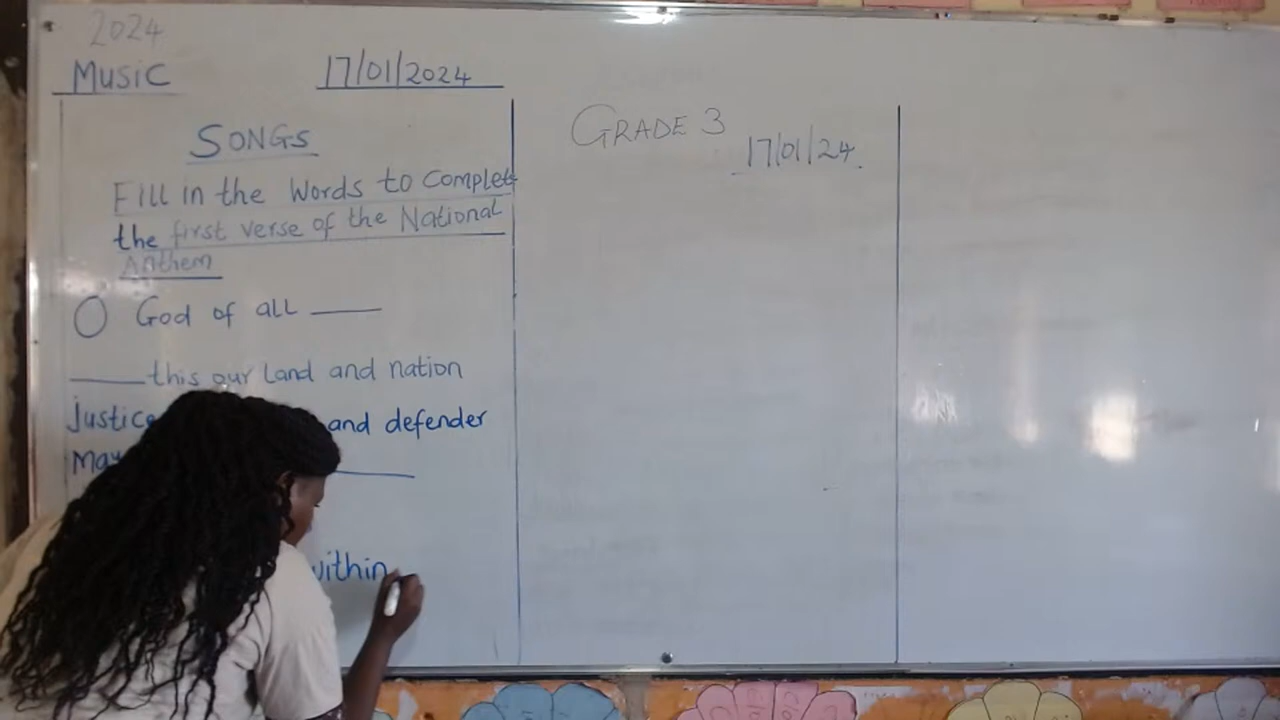 2024
MUSIC 17/01/2024
SONGS
Fill in the Words to Complet
the first verse of the National
Anthem
O God of all ____
____ this our Land and nation
Justice and defender
May ____
within
GRADE 3
17/01/24.